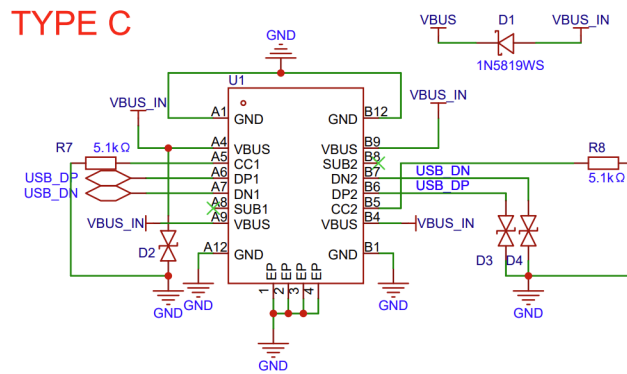 TYPE C
VBUS D1 VBUS_IN
1N5819WS
GND
U1
VBUS_IN
VBUS_IN
A1 GND GND B12
R7 5.1kΩ
A4 VBUS VBUS B9
A5 CC1 SUB2 B8
R8
5.1kΩ
USB_DP A6 DP1 DN2 B7 USB_DN
USB_DN A7 DN1 DP2 B6 USB_DP
A8 SUB1 CC2 B5
VBUS_IN A9 VBUS VBUS B4 VBUS_IN
D2 A12 GND GND B1
D3 D4
EP EP EP EP
1 2 3 4
GND GND GND GND
GND